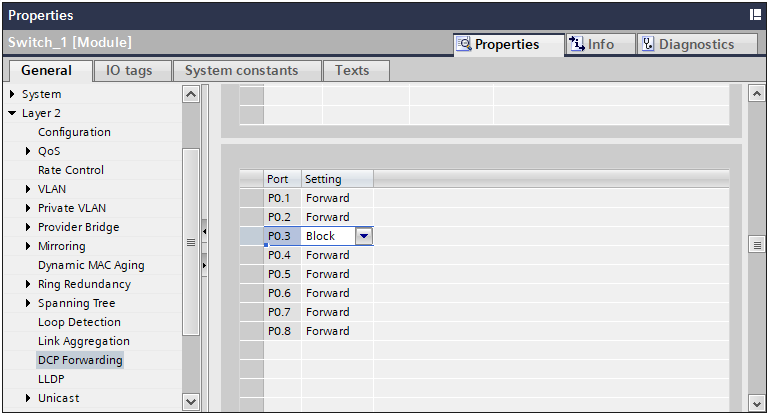 Properties
Switch_1 [Module]
Properties
Info
Diagnostics
General
IO tags
System constants
Texts
System
Layer 2
Configuration
QoS
Rate Control
VLAN
Private VLAN
Provider Bridge
Mirroring
Dynamic MAC Aging
Ring Redundancy
Spanning Tree
Loop Detection
Link Aggregation
DCP Forwarding
LLDP
Unicast
Port Setting
P0.1 Forward
P0.2 Forward
P0.3 Block
P0.4 Forward
P0.5 Forward
P0.6 Forward
P0.7 Forward
P0.8 Forward